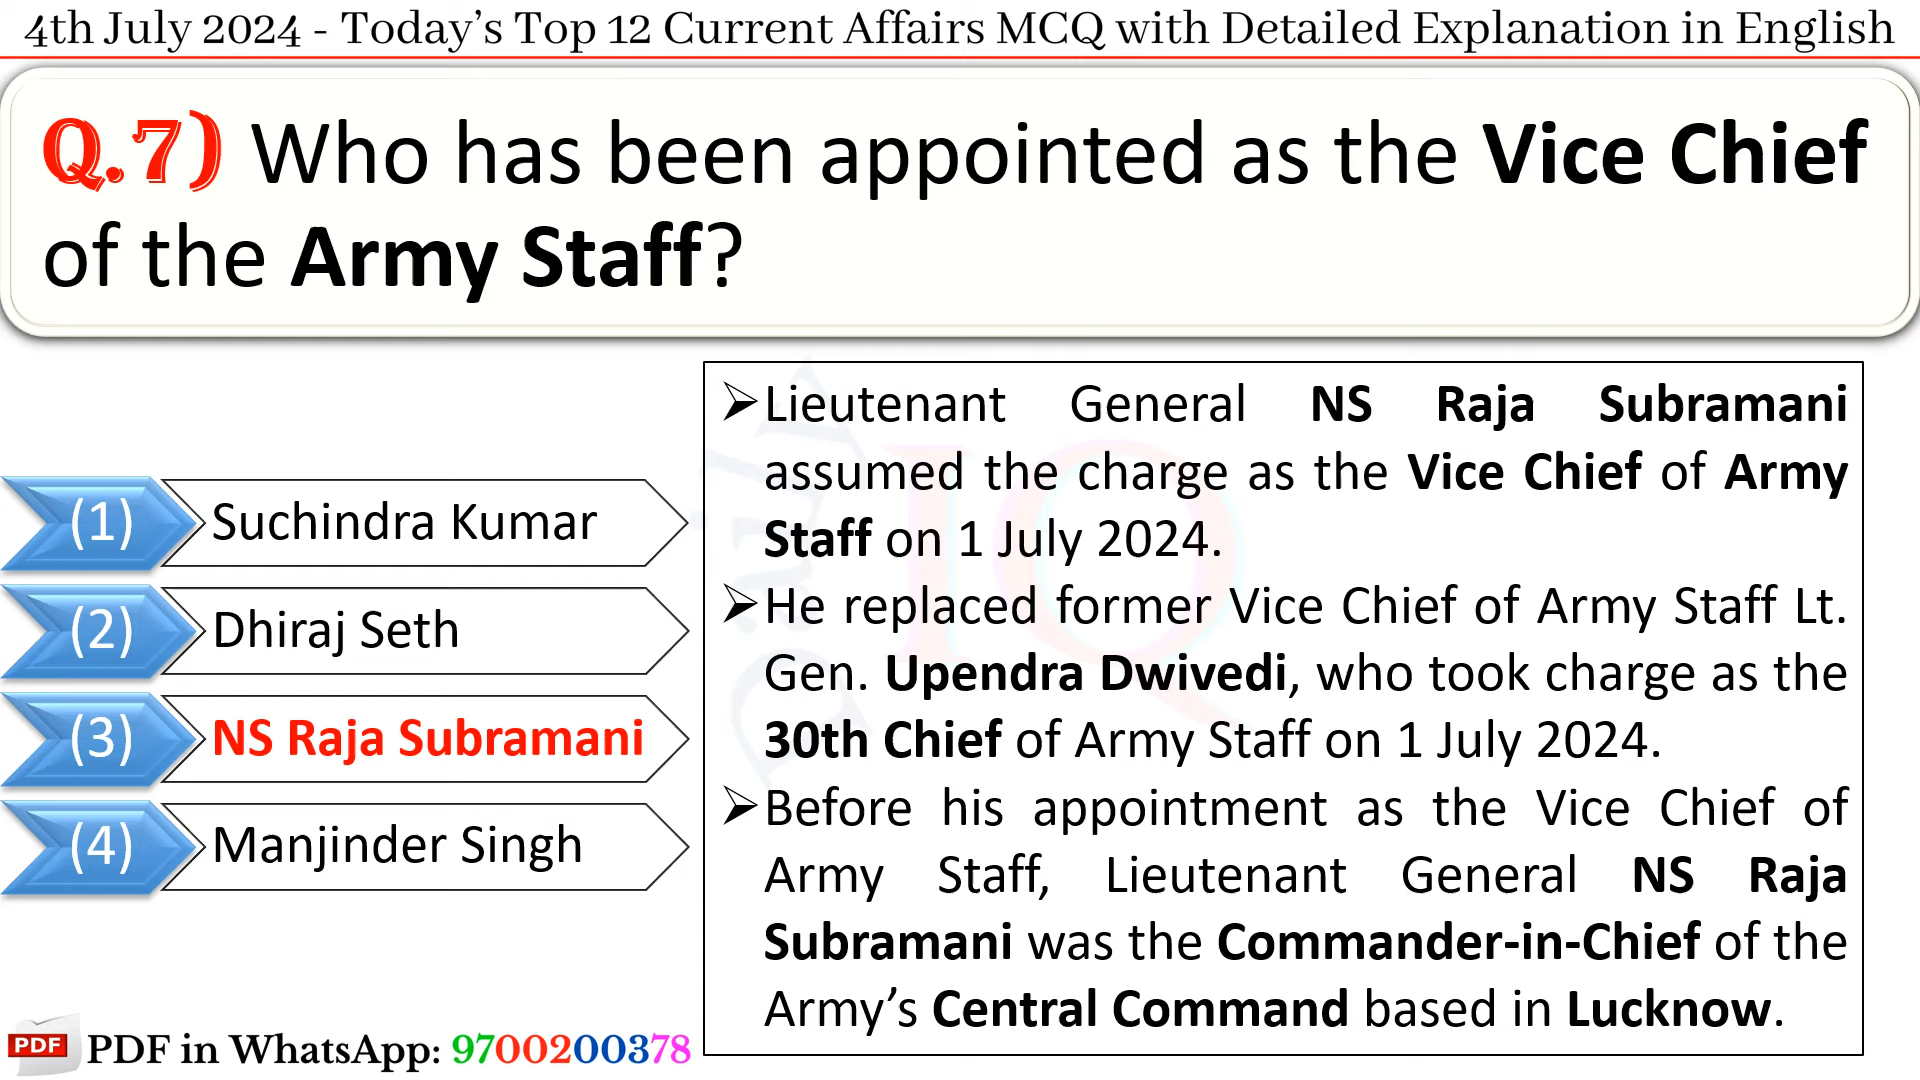 4th July 2024 - Today’s Top 12 Current Affairs MCQ with Detailed Explanation in English
Q.7) Who has been appointed as the Vice Chief
of the Army Staff?
(1) Suchindra Kumar
(2) Dhiraj Seth
(3) NS Raja Subramani
(4) Manjinder Singh
➢Lieutenant General NS Raja Subramani
assumed the charge as the Vice Chief of Army
Staff on 1 July 2024.
➢He replaced former Vice Chief of Army Staff Lt.
Gen. Upendra Dwivedi, who took charge as the
30th Chief of Army Staff on 1 July 2024.
➢Before his appointment as the Vice Chief of
Army Staff, Lieutenant General NS Raja
Subramani was the Commander-in-Chief of the
Army’s Central Command based in Lucknow.
Daily IQ
PDF PDF in WhatsApp: 9700200378